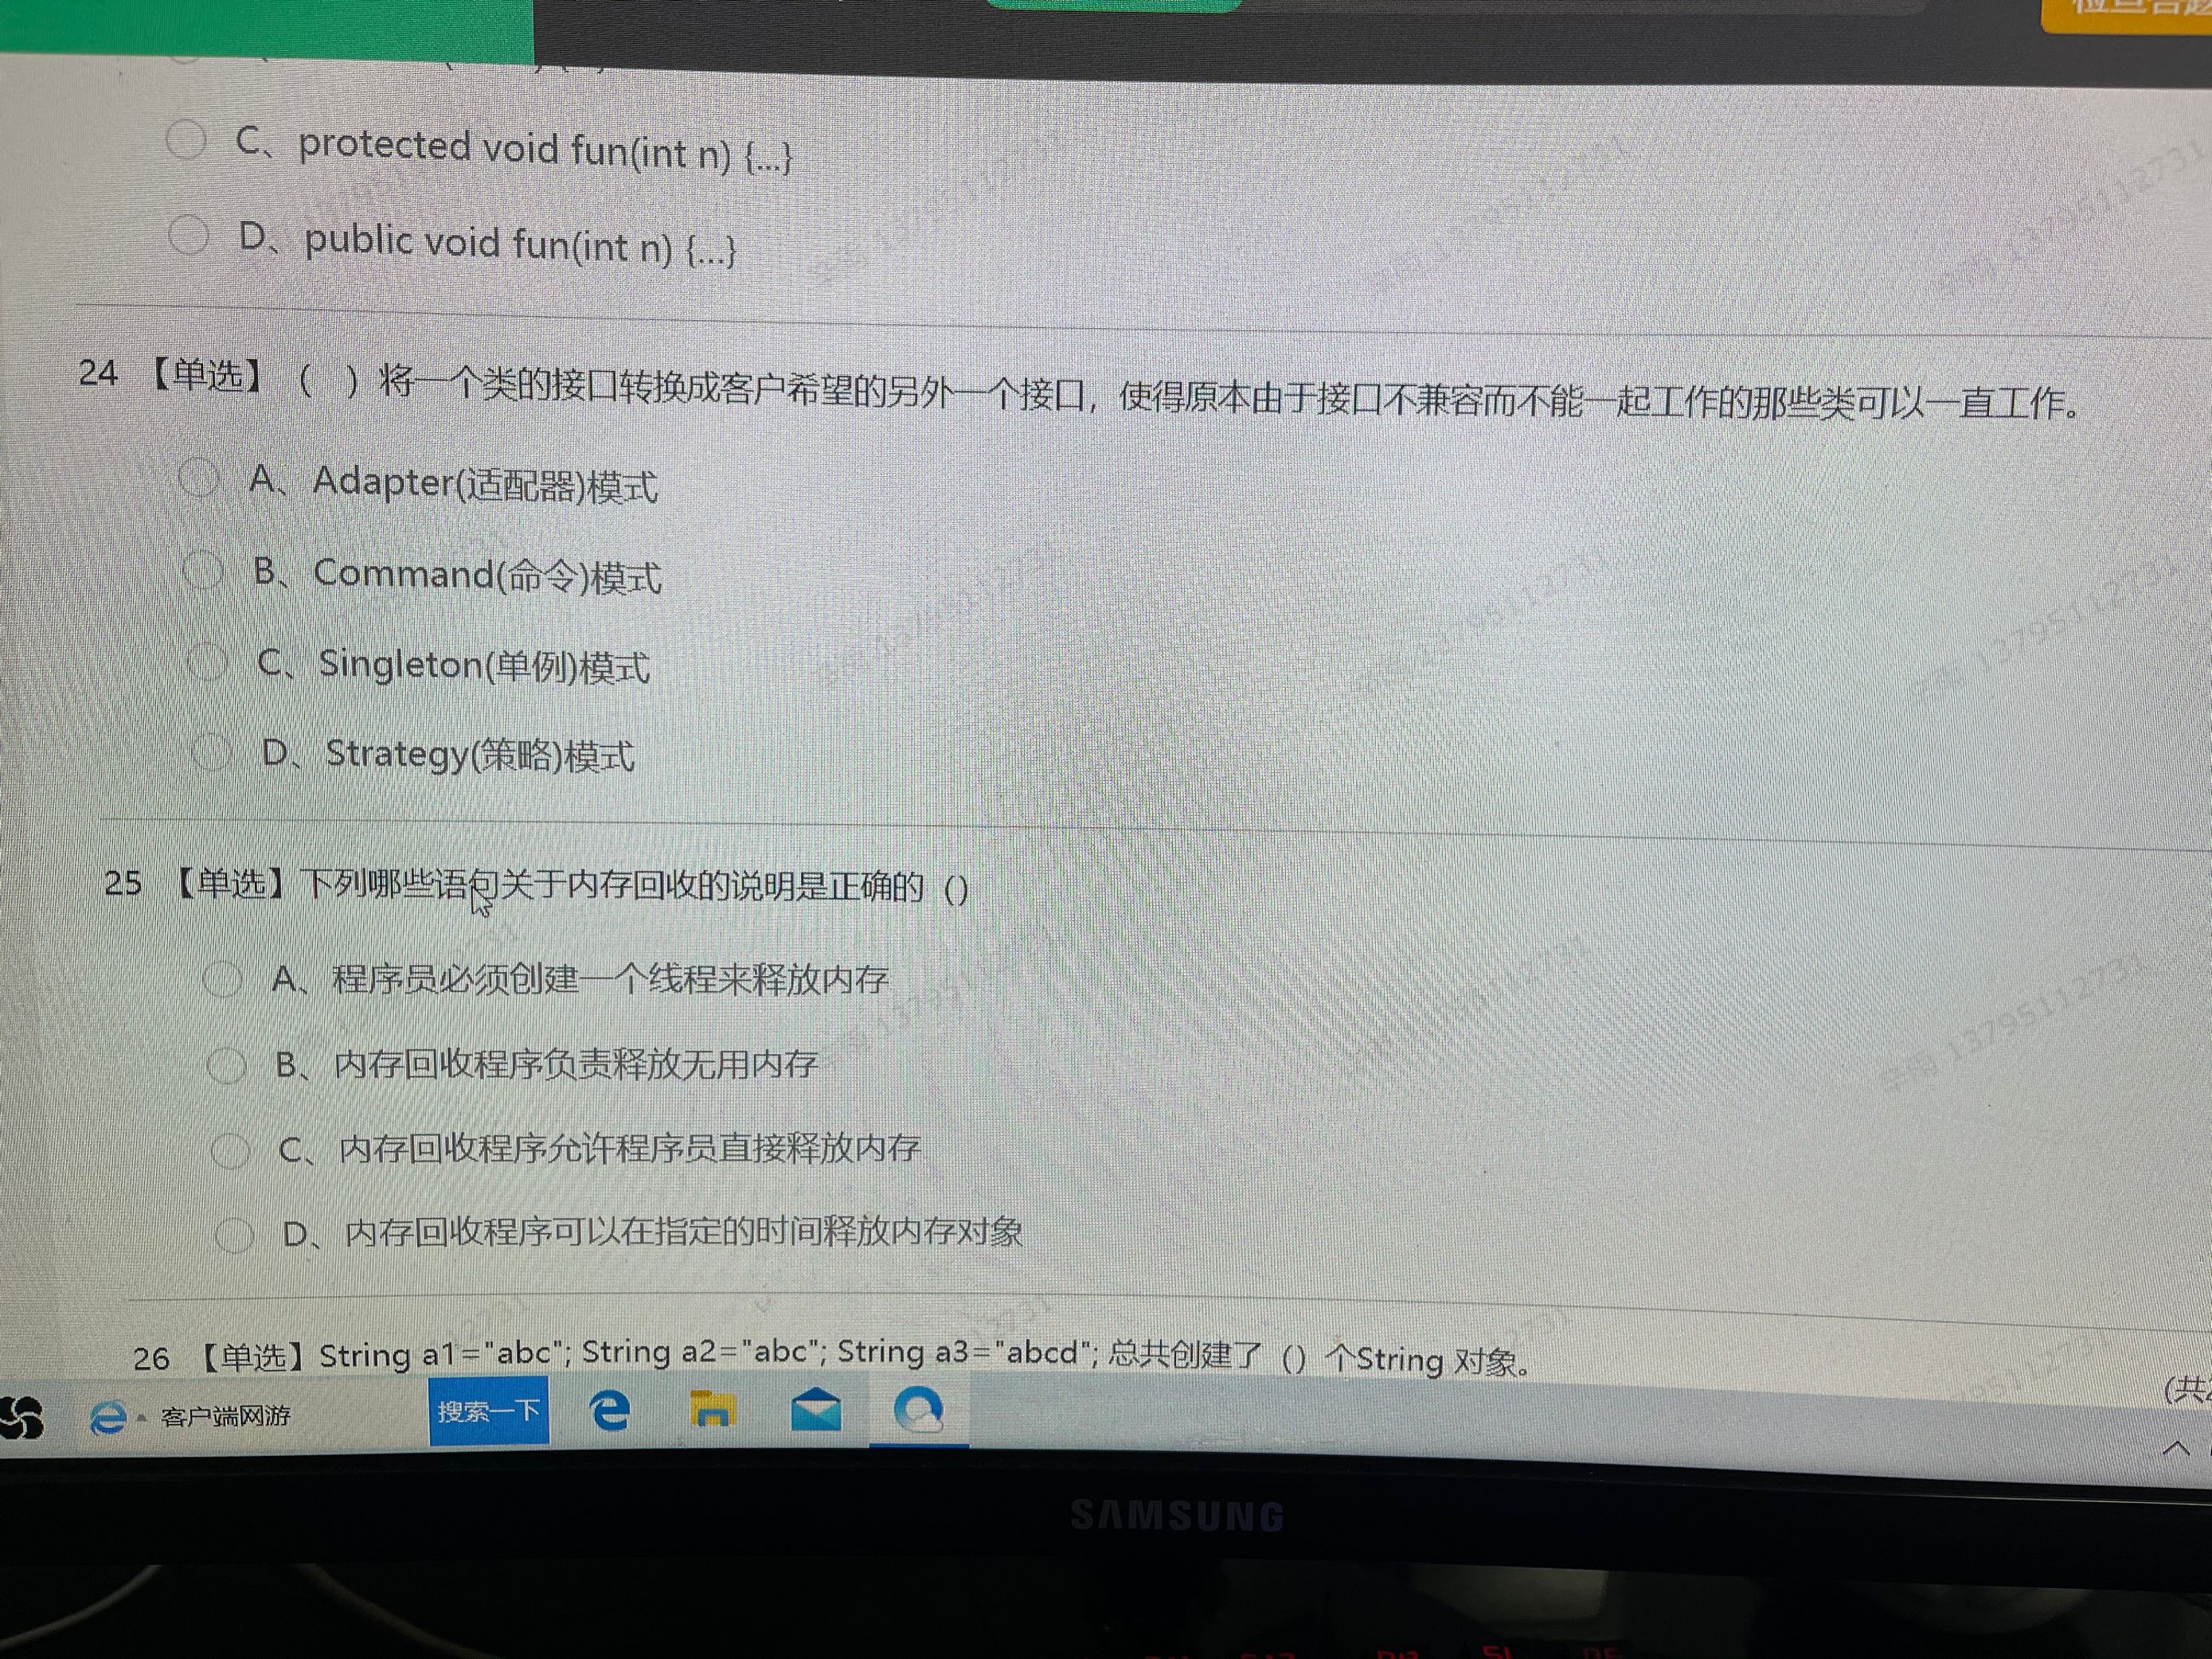 C、protected void fun(int n) {...}
D、public void fun(int n) {...}
24 【单选】（ ）将一个类的接口转换成客户希望的另外一个接口，使得原本由于接口不兼容而不能一起工作的那些类可以一直工作。
A、Adapter(适配器)模式
B、Command(命令)模式
C、Singleton(单例)模式
D、Strategy(策略)模式
25 【单选】下列哪些语句关于内存回收的说明是正确的（）
A、程序员必须创建一个线程来释放内存
B、内存回收程序负责释放无用内存
C、内存回收程序允许程序员直接释放内存
D、内存回收程序可以在指定的时间释放内存对象
26 【单选】String a1="abc"; String a2="abc"; String a3="abcd"; 总共创建了（）个String 对象。
(共
客户端网游
搜索一下
SAMSUNG
13795112731